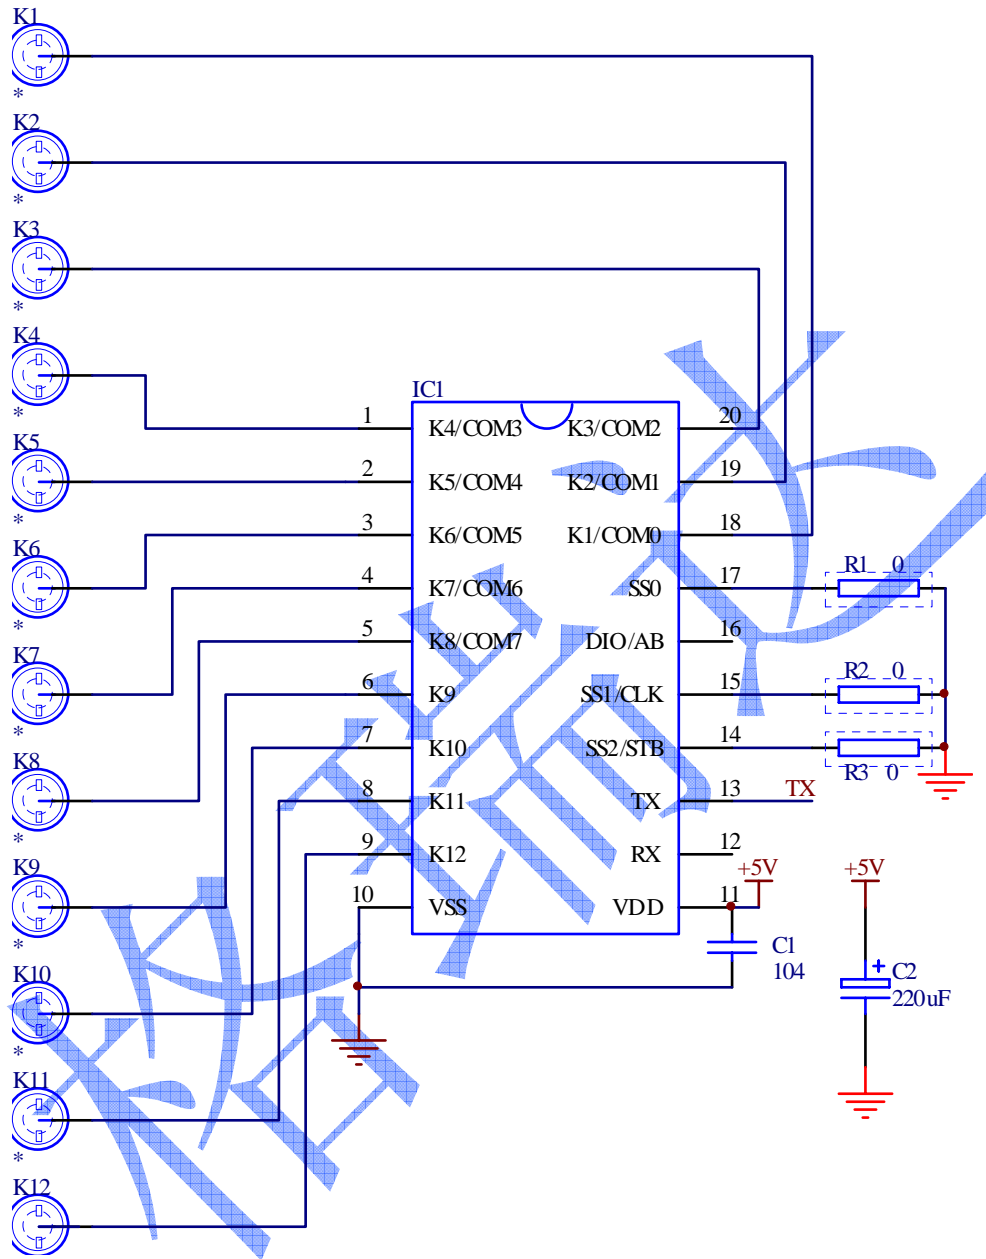 K1
*
K2
*
K3
*
K4
*
K5
*
K6
*
K7
*
K8
*
K9
*
K10
*
K11
*
K12
IC1
1 K4/COM3 K3/COM2 20
2 K5/COM4 K2/COM1 19
3 K6/COM5 K1/COM0 18
4 K7/COM6 SS0 17
5 K8/COM7 DIO/AB 16
6 K9 SS1/CLK 15
7 K10 SS2/STB 14
8 K11 TX 13
9 K12 RX 12
10 VSS VDD 11
R1 0
R2 0
R3 0
TX
+5V
+5V
C1
104
+
C2
220uF